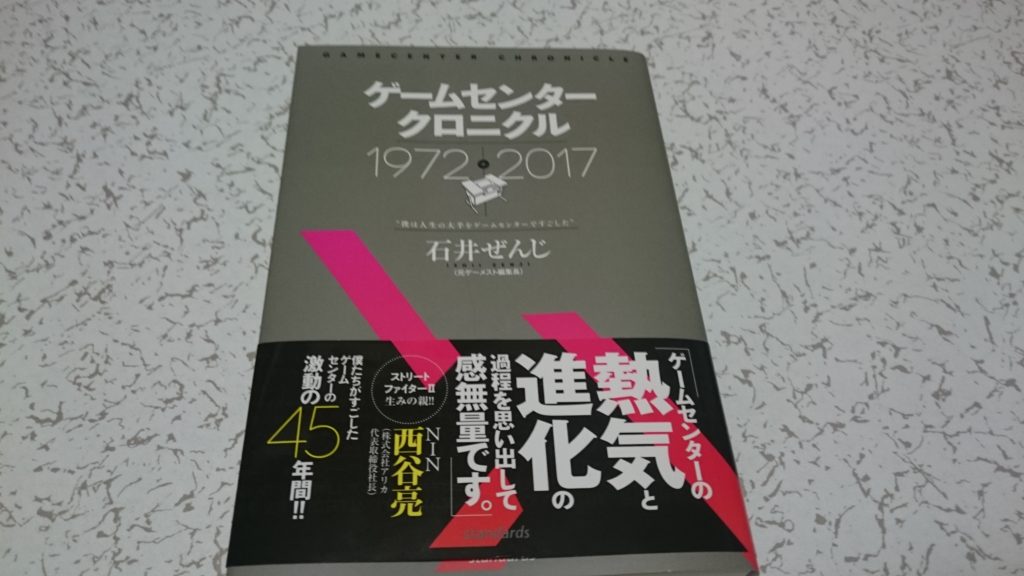 GAMECENTER CHRONICLE
ゲームセンター
クロニクル
1972 2017
"僕は人生の大半をゲームセンターですごした"
石井ぜんじ
ISHII ZENJI
(元ゲーメスト編集長)
「ゲームセンターの
熱気と
進化の
過程を思い出して
感無量です。」
ストリート
ファイターII
生みの親!!
NIN
西谷亮
(株式会社アリカ
代表取締役社長)
僕たちがすごした
ゲーム
センターの
激動の
45
年間!!
standards
standards